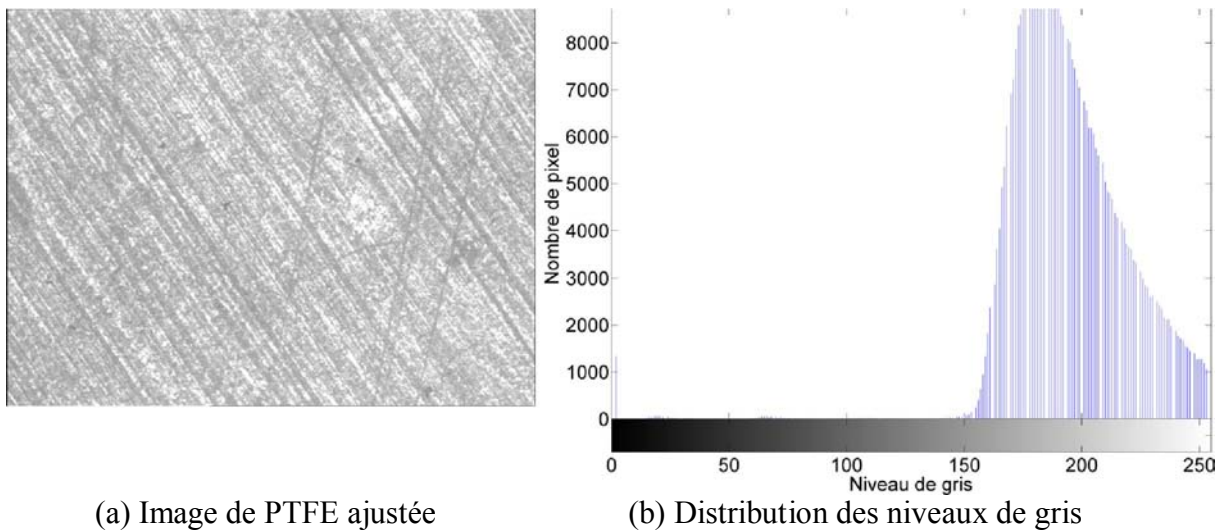 8000
7000
6000
5000
4000
3000
2000
1000
0
Nombre de pixel
0 50 100 150 200 250
Niveau de gris
(a) Image de PTFE ajustée (b) Distribution des niveaux de gris